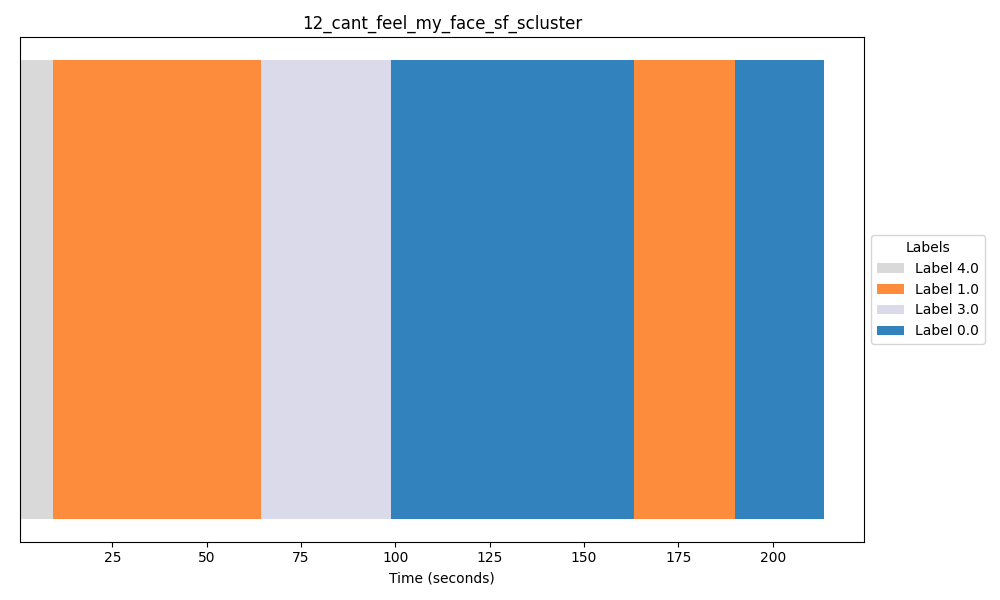 12_cant_feel_my_face_sf_scluster
Labels
Label 4.0
Label 1.0
Label 3.0
Label 0.0
25 50 75 100 125 150 175 200
Time (seconds)